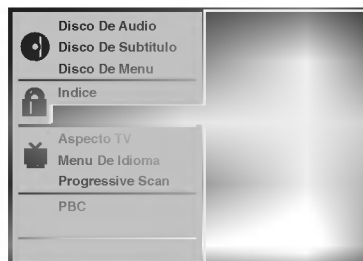 Disco De Audio
Disco De Subtitulo
Disco De Menu
Indice
Aspecto TV
Menu De Idioma
Progressive Scan
PBC